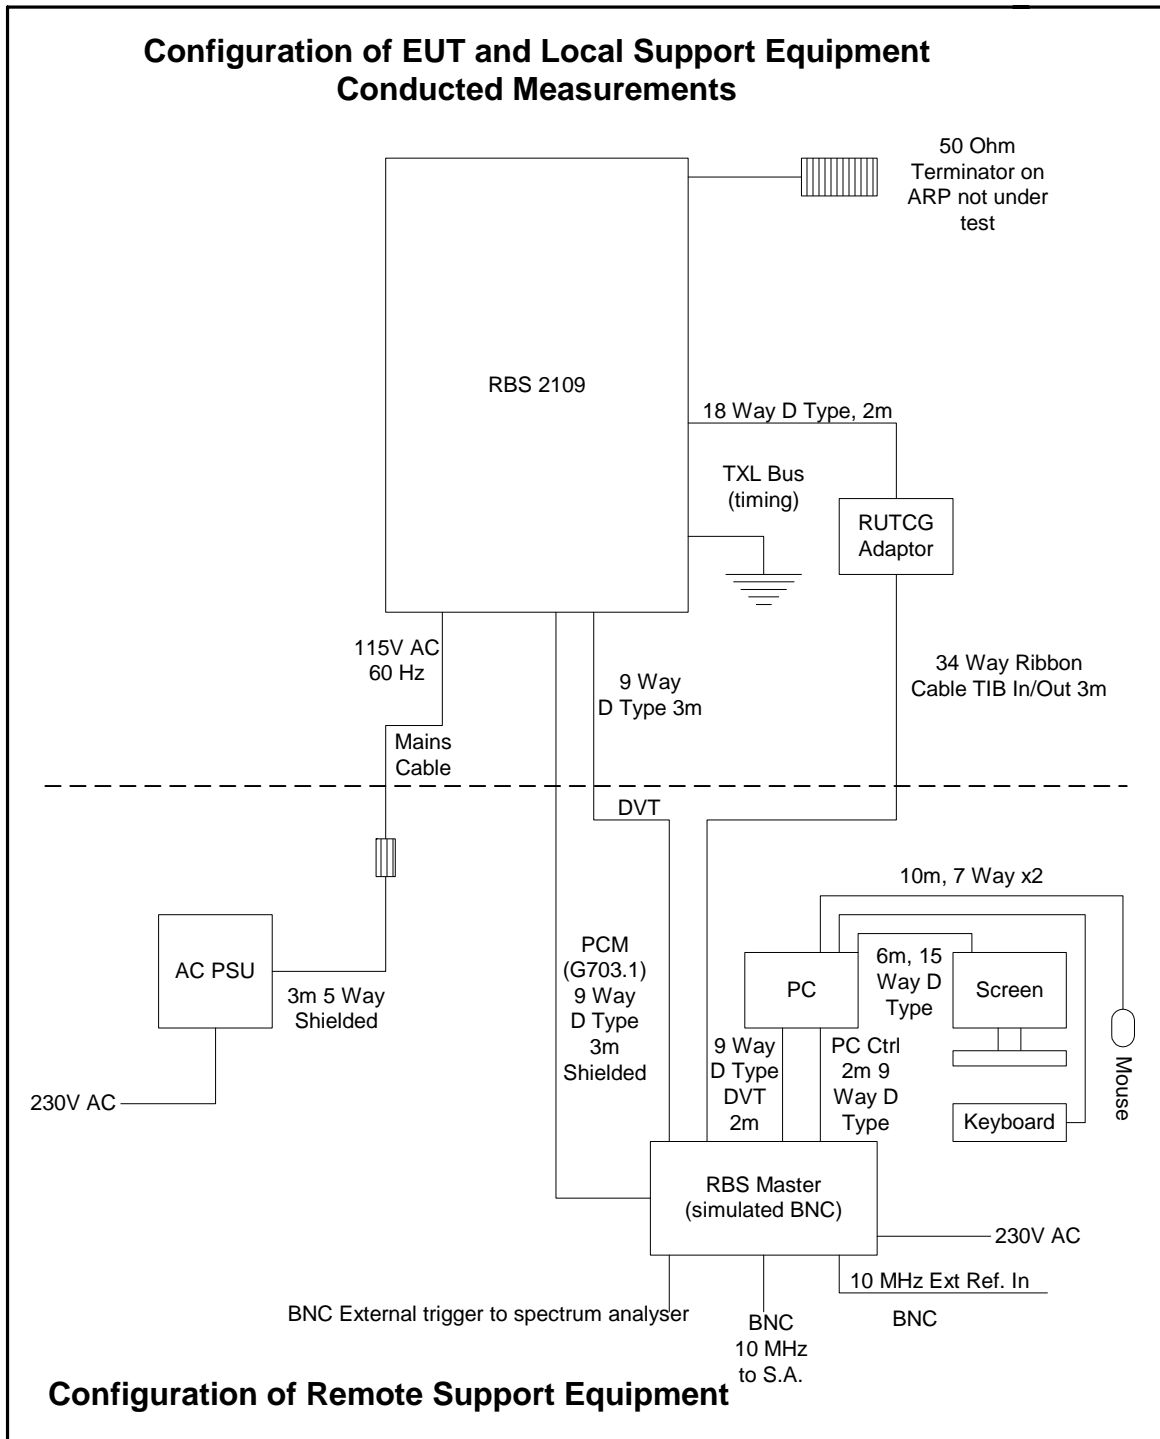 Configuration of EUT and Local Support Equipment
Conducted Measurements
50 Ohm
Terminator on
ARP not under
test
RBS 2109
18 Way D Type, 2m
TXL Bus
(timing)
RUTCG
Adaptor
115V AC
60 Hz
9 Way
D Type 3m
34 Way Ribbon
Cable TIB In/Out 3m
Mains
Cable
DVT
10m, 7 Way x2
AC PSU
3m 5 Way
Shielded
PCM
(G703.1)
9 Way
D Type
3m
Shielded
PC
6m, 15
Way D
Type
Screen
Mouse
9 Way
D Type
DVT
2m
PC Ctrl
2m 9
Way D
Type
230V AC
Keyboard
RBS Master
(simulated BNC)
230V AC
10 MHz Ext Ref. In
BNC
BNC External trigger to spectrum analyser
BNC
10 MHz
to S.A.
Configuration of Remote Support Equipment